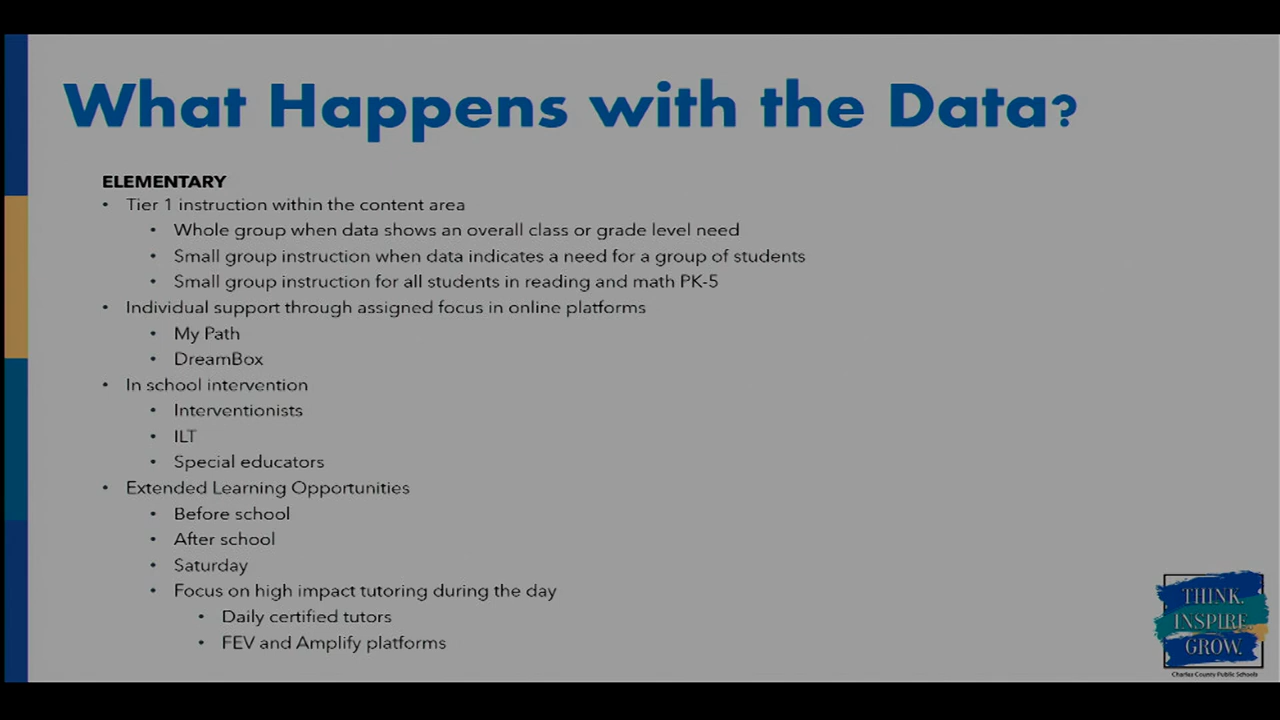 What Happens with the Data?
ELEMENTARY
• Tier 1 instruction within the content area
• Whole group when data shows an overall class or grade level need
• Small group instruction when data indicates a need for a group of students
• Small group instruction for all students in reading and math PK-5
• Individual support through assigned focus in online platforms
• My Path
• DreamBox
• In school intervention
• Interventionists
• ILT
• Special educators
• Extended Learning Opportunities
• Before school
• After school
• Saturday
• Focus on high impact tutoring during the day
• Daily certified tutors
• FEV and Amplify platforms
THINK.
INSPIRE.
GROW.
Charles County Public Schools